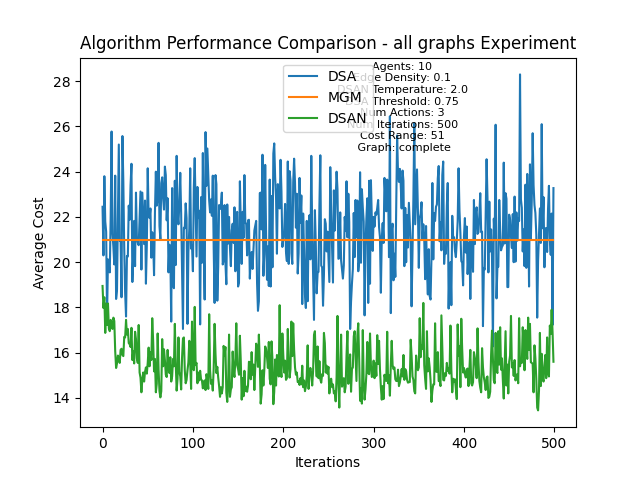 Algorithm Performance Comparison - all graphs Experiment
Average Cost
28
26
24
22
20
18
16
14
DSA
MGM
DSAN
Agents: 10
Edge Density: 0.1
DSAN Temperature: 2.0
DSA Threshold: 0.75
Num Actions: 3
Num Iterations: 500
Cost Range: 51
Graph: complete
0
100
200
300
400
500
Iterations